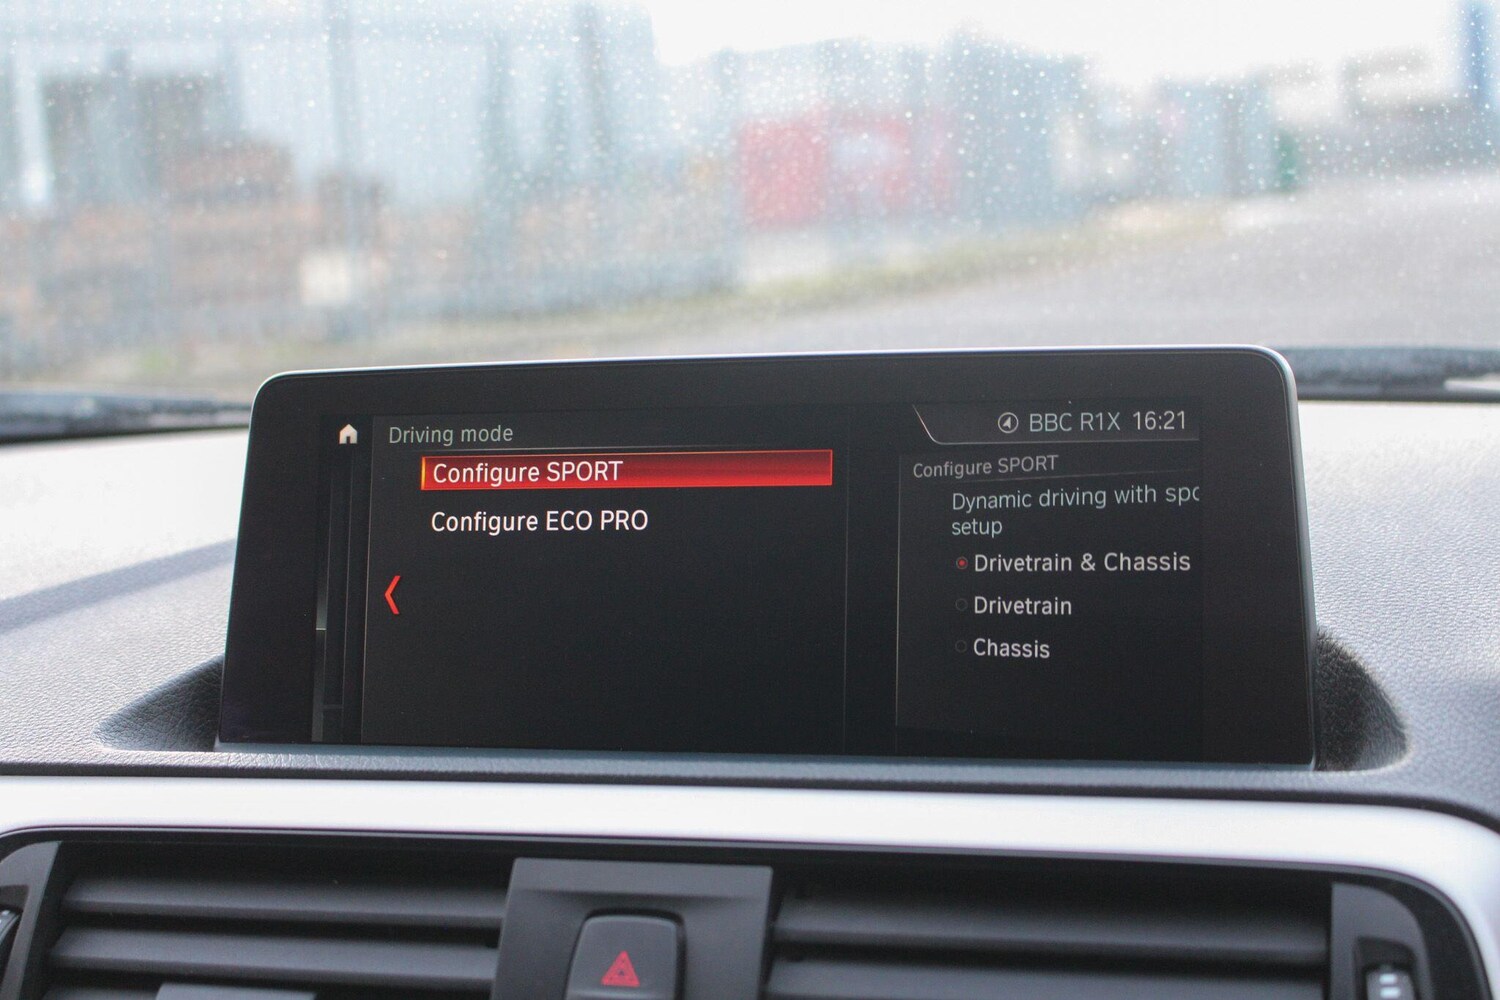 BBC R1X 16:21
Driving mode
Configure SPORT
Configure ECO PRO
Configure SPORT
Dynamic driving with spo
setup
Drivetrain & Chassis
Drivetrain
Chassis